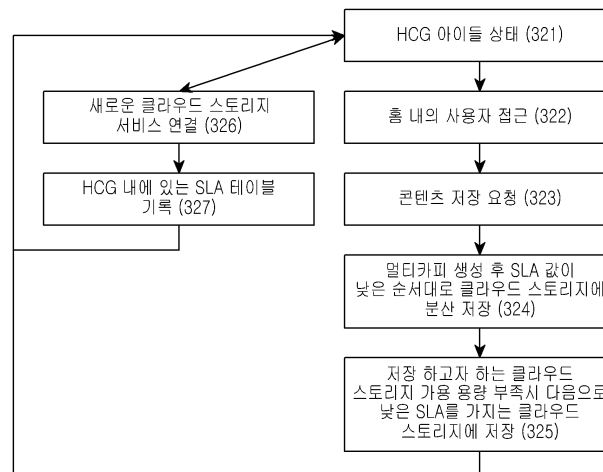 HCG 아이들 상태 (321)
새로운 클라우드 스토리지
서비스 연결 (326)
홈 내의 사용자 접근 (322)
HCG 내에 있는 SLA 테이블
기록 (327)
콘텐츠 저장 요청 (323)
멀티카피 생성 후 SLA 값이
낮은 순서대로 클라우드 스토리지에
분산 저장 (324)
저장 하고자 하는 클라우드
스토리지 가용 용량 부족시 다음으로
낮은 SLA를 가지는 클라우드
스토리지에 저장 (325)